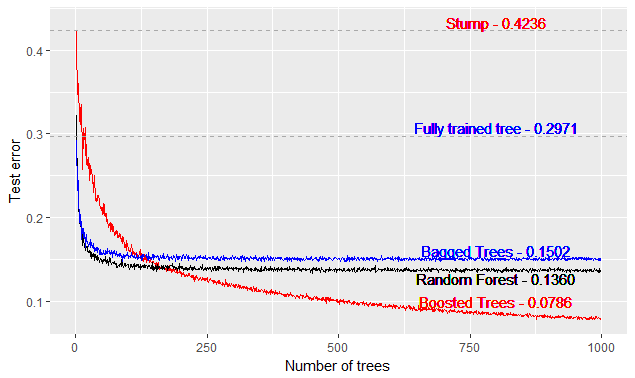 Stump - 0.4236
0.4
Fully trained tree - 0.2971
0.3
Test error
0.2
Bagged Trees - 0.1502
Random Forest - 0.1360
Boosted Trees - 0.0786
0.1
0 250 500 750 1000
Number of trees